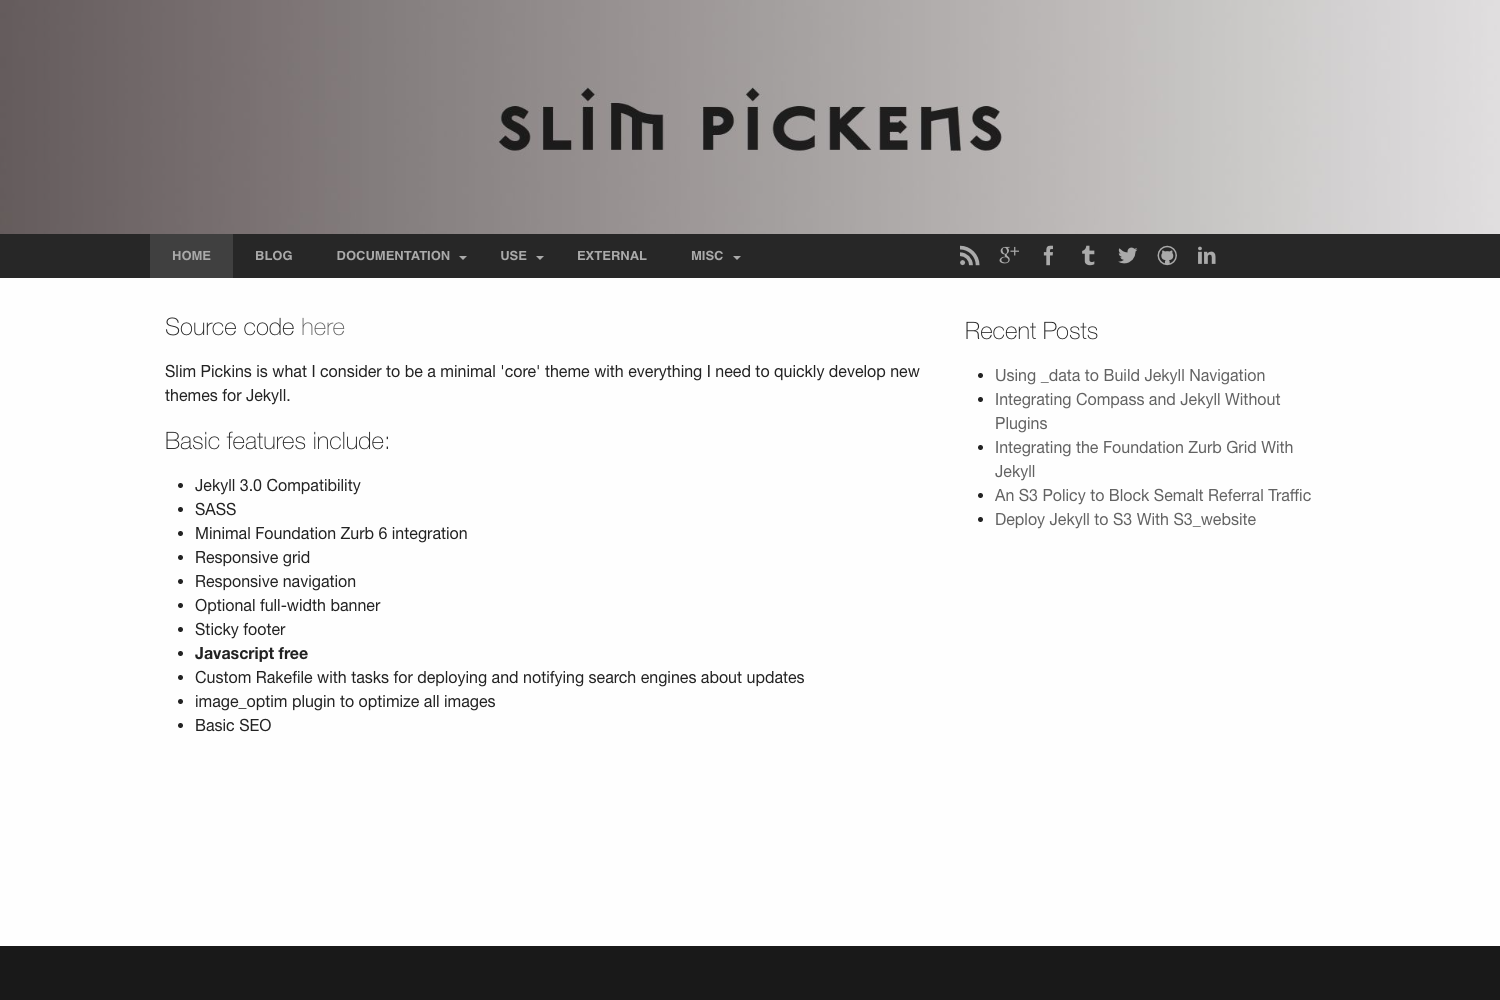 SLiM PiCKENS
HOME BLOG DOCUMENTATION USE EXTERNAL MISC
Source code here
Slim Pickins is what I consider to be a minimal 'core' theme with everything I need to quickly develop new
themes for Jekyll.
Basic features include:
Jekyll 3.0 Compatibility
SASS
Minimal Foundation Zurb 6 integration
Responsive grid
Responsive navigation
Optional full-width banner
Sticky footer
Javascript free
Custom Rakefile with tasks for deploying and notifying search engines about updates
image_optim plugin to optimize all images
Basic SEO
Recent Posts
Using _data to Build Jekyll Navigation
Integrating Compass and Jekyll Without
Plugins
Integrating the Foundation Zurb Grid With
Jekyll
An S3 Policy to Block Semalt Referral Traffic
Deploy Jekyll to S3 With S3_website